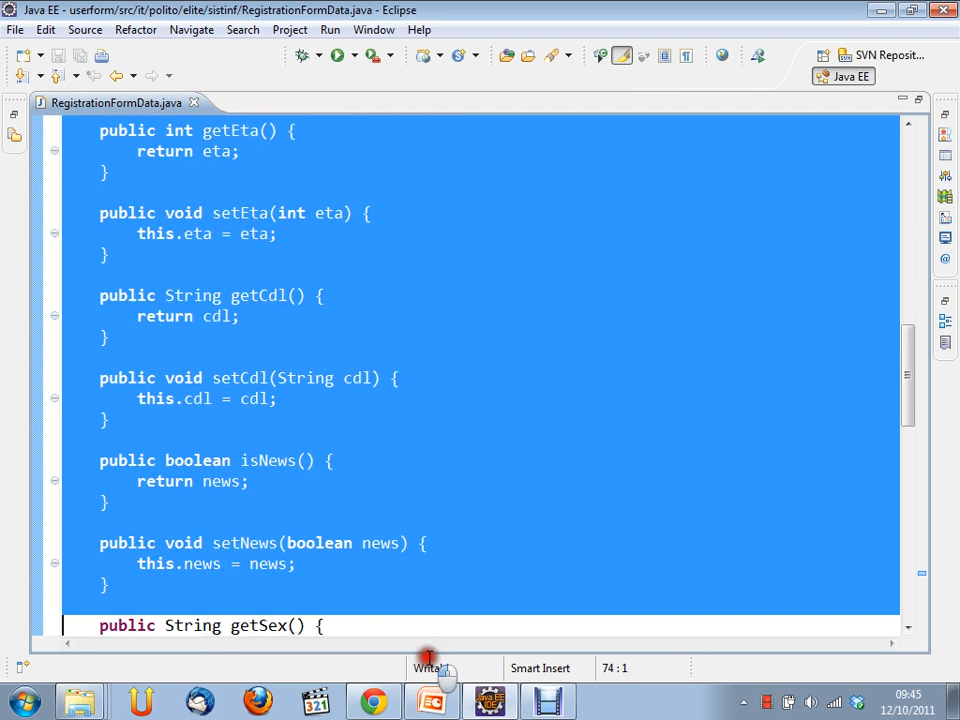 Java EE - userform/src/it/polito/elite/sistinf/RegistrationFormData.java - Eclipse
File Edit Source Refactor Navigate Search Project Run Window Help
SVN Reposit...
Java EE
RegistrationFormData.java
public int getEta() {
return eta;
}
public void setEta(int eta) {
this.eta = eta;
}
public String getCdl() {
return cdl;
}
public void setCdl(String cdl) {
this.cdl = cdl;
}
public boolean isNews() {
return news;
}
public void setNews(boolean news) {
this.news = news;
}
public String getSex() {
Smart Insert
74 : 1
321
Java EE
IDE
09:45
12/10/2011